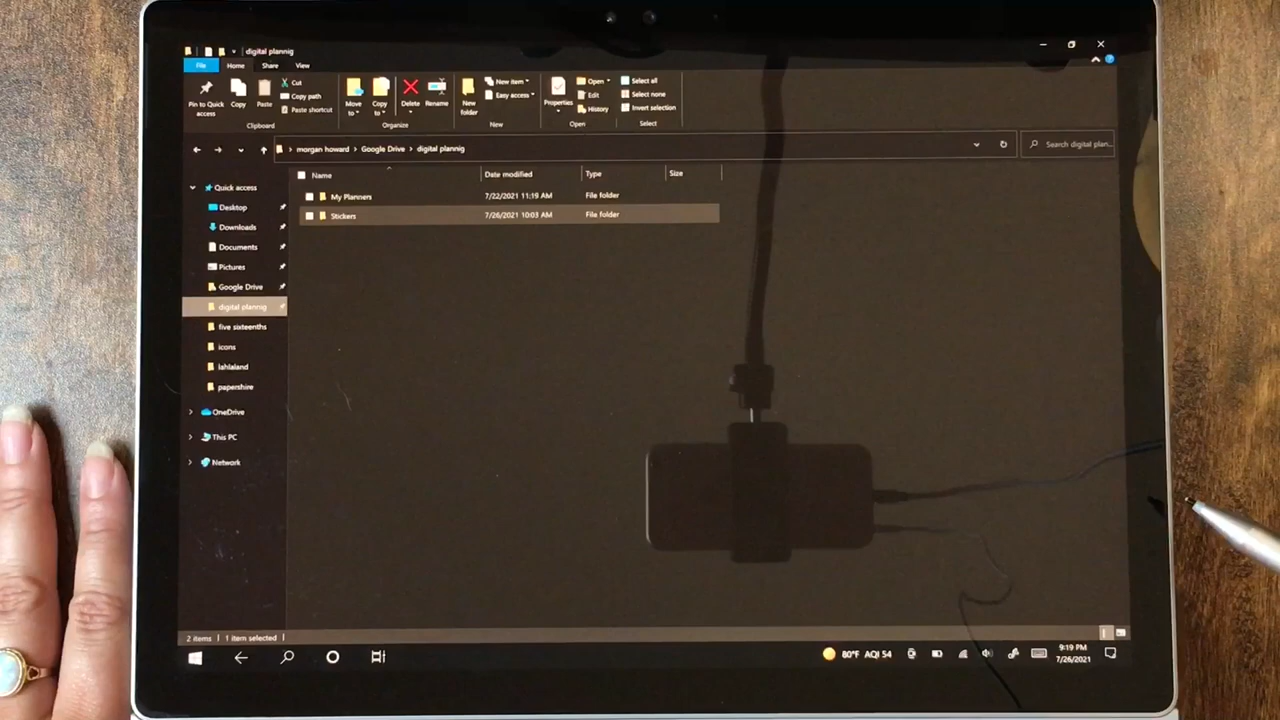 digital plannig
File Home Share View
Pin to Quick access
Copy
Paste
Cut
Copy path
Paste shortcut
Clipboard
Move to
Copy to
Delete
Rename
Organize
New folder
New item
Easy access
New
Properties
Open
Edit
History
Open
Select all
Select none
Invert selection
Select
morgan howard > Google Drive > digital plannig
Search digital plan...
Name Date modified Type Size
My Planners 7/22/2021 11:19 AM File folder
Stickers 7/26/2021 10:03 AM File folder
Quick access
Desktop
Downloads
Documents
Pictures
Google Drive
digital plannig
five sixteenths
icons
lahlaland
papershire
OneDrive
This PC
Network
2 items 1 item selected
80°F AQI 54
9:19 PM
7/26/2021